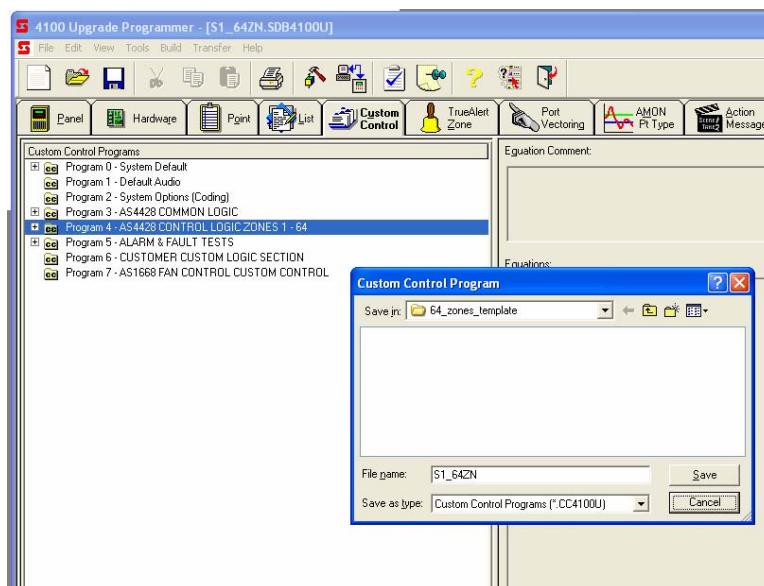 4100 Upgrade Programmer - [S1_64ZN.SDB4100U]
File Edit View Tools Build Transfer Help
Panel Hardware Point List Custom Control TrueAlert Zone Port Vectoring AMON Pt Type Action Message
Custom Control Programs
Equation Comment:
Program 0 - System Default
Program 1 - Default Audio
Program 2 - System Options (Coding)
Program 3 - AS4428 COMMON LOGIC
Program 4 - AS4428 CONTROL LOGIC ZONES 1 - 64
Program 5 - ALARM & FAULT TESTS
Program 6 - CUSTOMER CUSTOM LOGIC SECTION
Program 7 - AS1668 FAN CONTROL CUSTOM CONTROL
Equations:
Custom Control Program
Save in: 64_zones_template
File name: S1_64ZN Save
Save as type: Custom Control Programs (*.CC4100U) Cancel